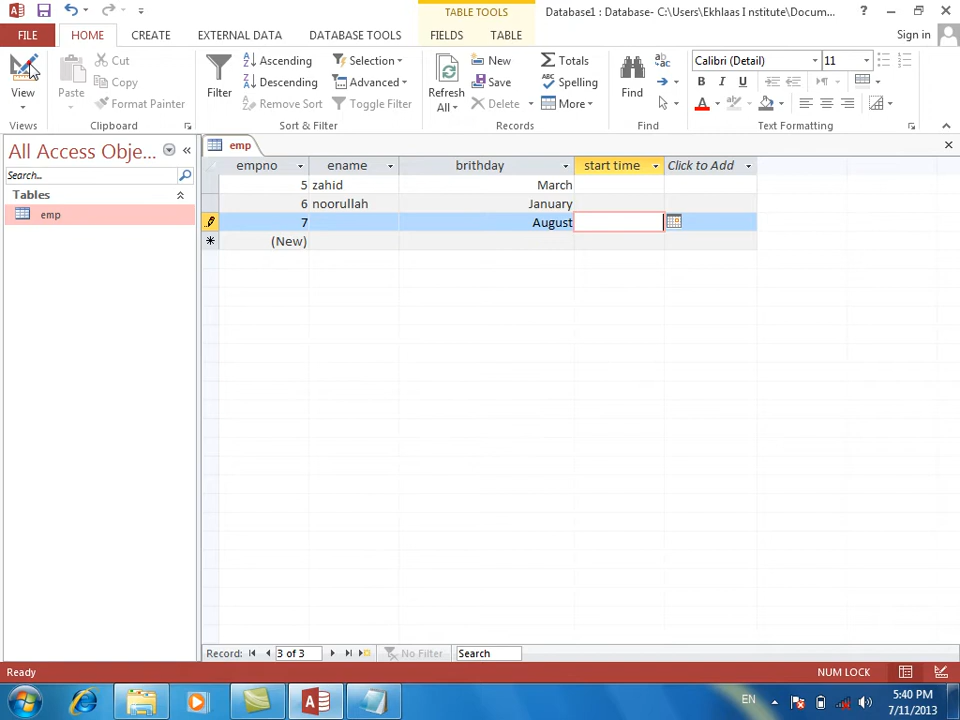 TABLE TOOLS
Database1 : Database- C:\Users\Ekhlaas I nstitute\Docum...
?
FILE HOME CREATE EXTERNAL DATA DATABASE TOOLS FIELDS TABLE Sign in
View
Paste
Cut
Copy
Format Painter
Filter
Ascending
Descending
Remove Sort
Selection
Advanced
Toggle Filter
Refresh All
New
Save
Delete
Totals
Spelling
More
Find
Calibri (Detail) 11
B I U
A
Views Clipboard Sort & Filter Records Find Text Formatting
All Access Obje...
Search...
Tables
emp
emp
empno ename brithday start time Click to Add
5 zahid March
6 noorullah January
7 August
(New)
Record: 3 of 3 No Filter Search
Ready NUM LOCK
EN
5:40 PM
7/11/2013